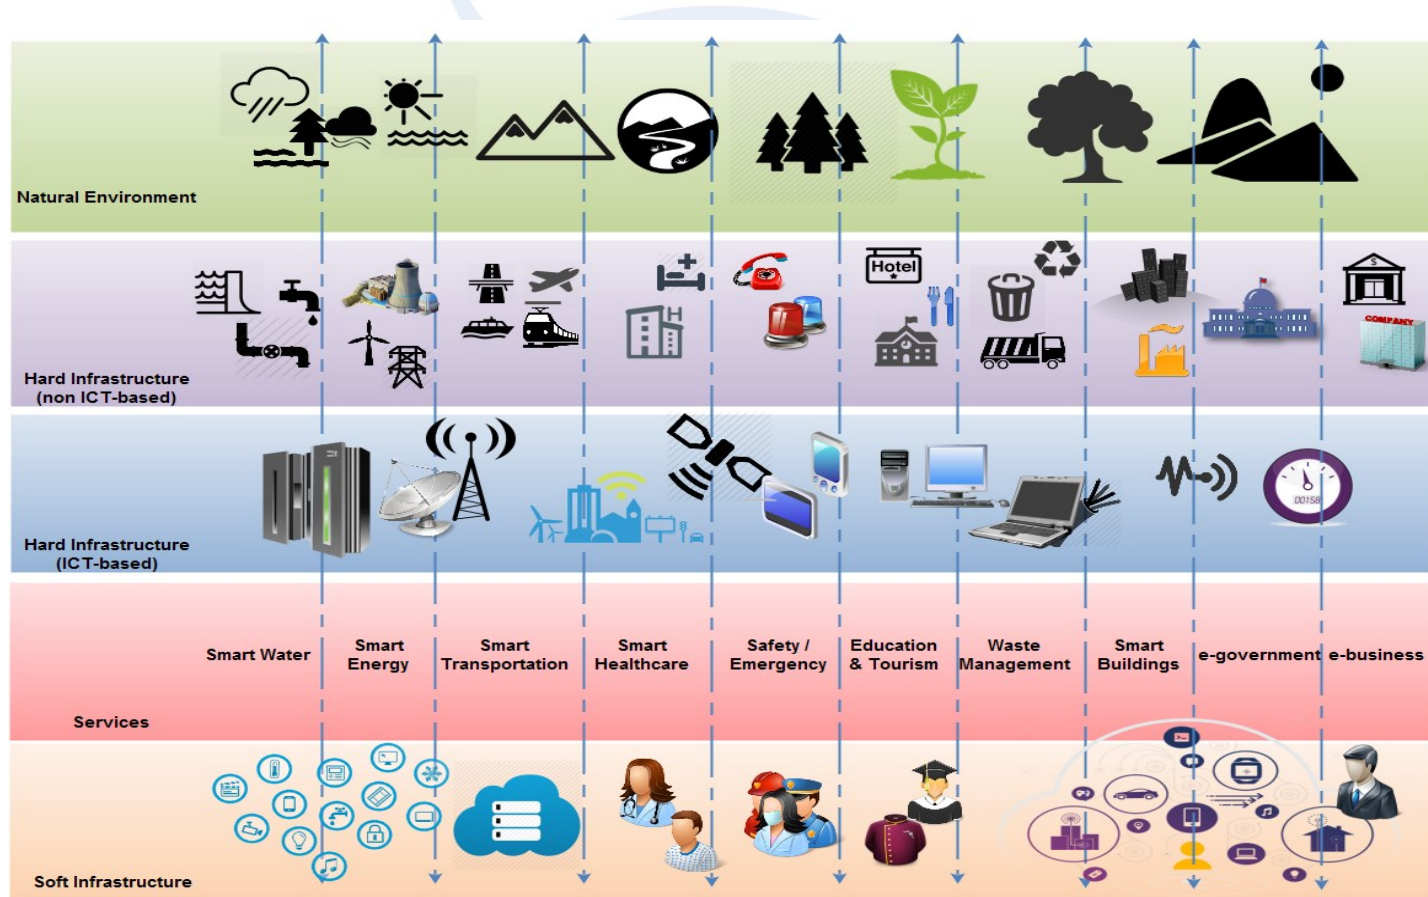 Natural Environment
Hotel
H
$
COMPANY
Hard Infrastructure
(non ICT-based)
00158
Hard Infrastructure
(ICT-based)
Smart Water
Smart
Energy
Smart
Transportation
Smart
Healthcare
Safety /
Emergency
Education
& Tourism
Waste
Management
Smart
Buildings
e-government
e-business
Services
Soft Infrastructure